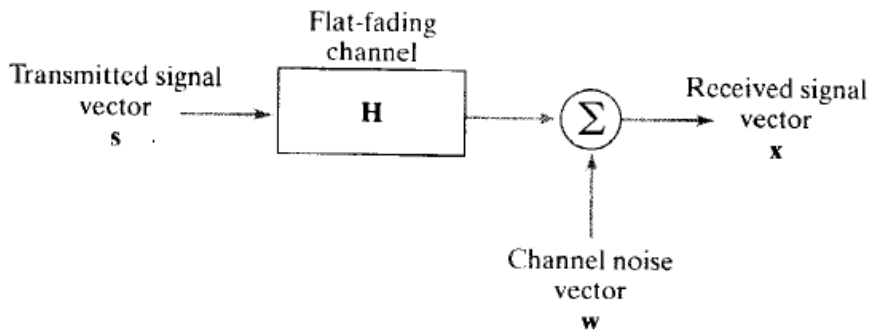 Flat-fading
channel
Transmitted signal
vector
s
H
Σ
Received signal
vector
x
Channel noise
vector
w